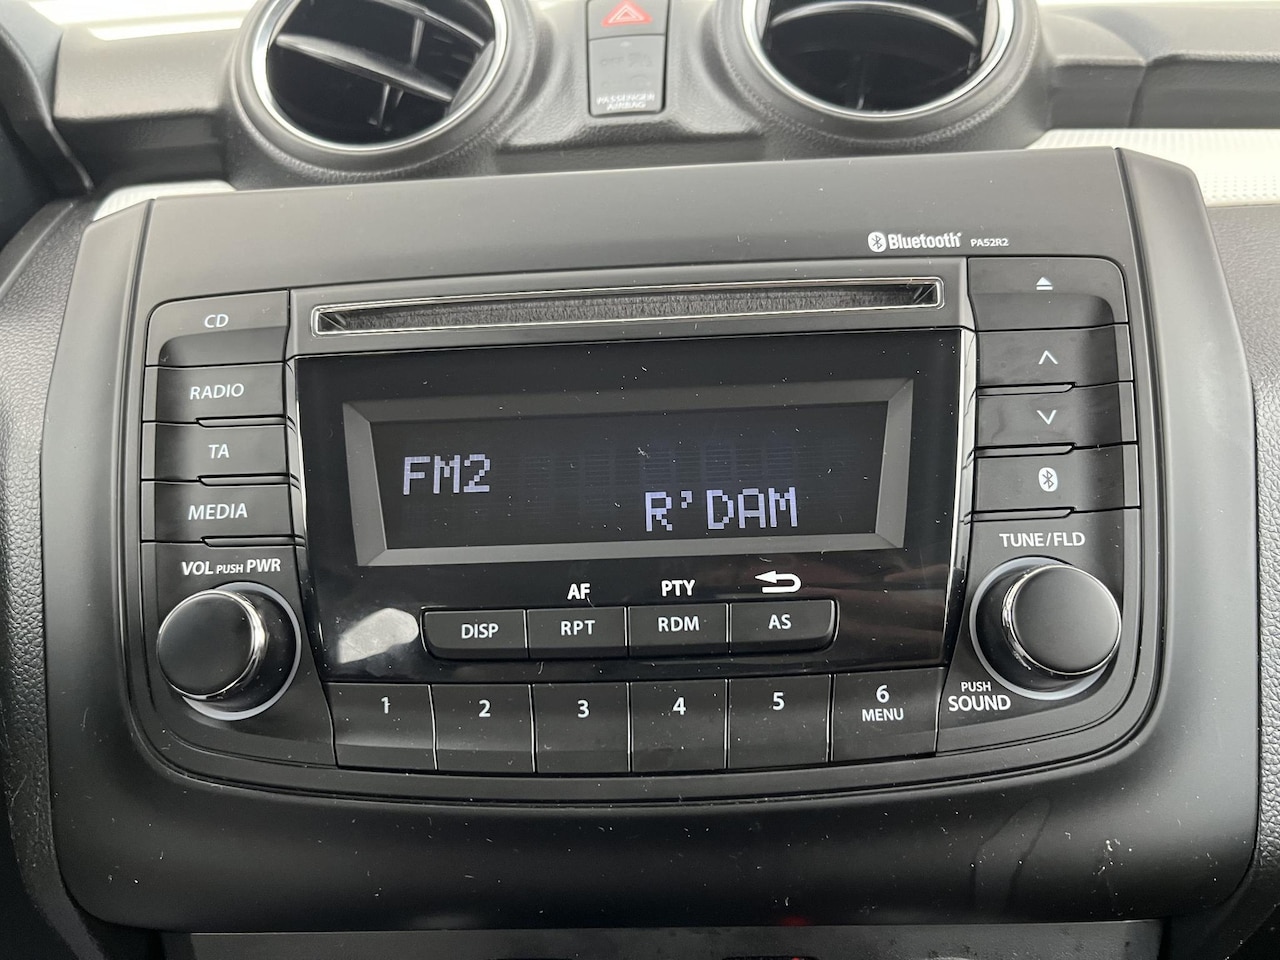 PASSENGER
AIRBAG
Bluetooth PA52R2
CD
RADIO
TA
MEDIA
VOL PUSH PWR
FM2
R'DAM
AF PTY
DISP RPT RDM AS
TUNE/FLD
PUSH
SOUND
1 2 3 4 5 6
MENU